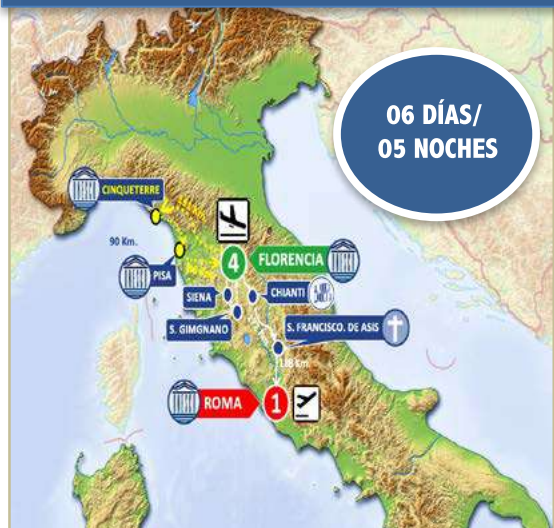 06 DÍAS/
05 NOCHES
CINQUETERRE
90 Km.
PISA
4 FLORENCIA
SIENA
CHIANTI
S. GIMGNANO
S. FRANCISCO. DE ASIS
ROMA 1